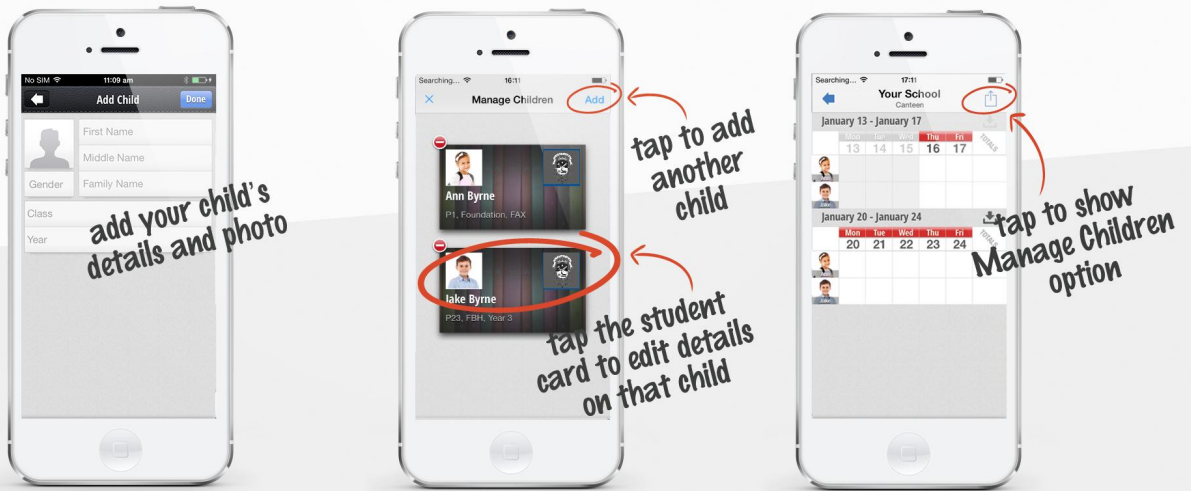 No SIM 11:09 am
Add Child Done
First Name
Middle Name
Gender Family Name
Class
Year
add your child's
details and photo
Searching... 16:11
Manage Children Add
Ann Byrne
P1, Foundation, FAX
Jake Byrne
P23, FBH, Year 3
tap to add
another
child
tap the student
card to edit details
on that child
Searching... 17:11
Your School
Canteen
January 13 - January 17
Mon Tue Wed Thu Fri TOTALS
13 14 15 16 17
January 20 - January 24
Mon Tue Wed Thu Fri TOTALS
20 21 22 23 24
tap to show
Manage Children
option